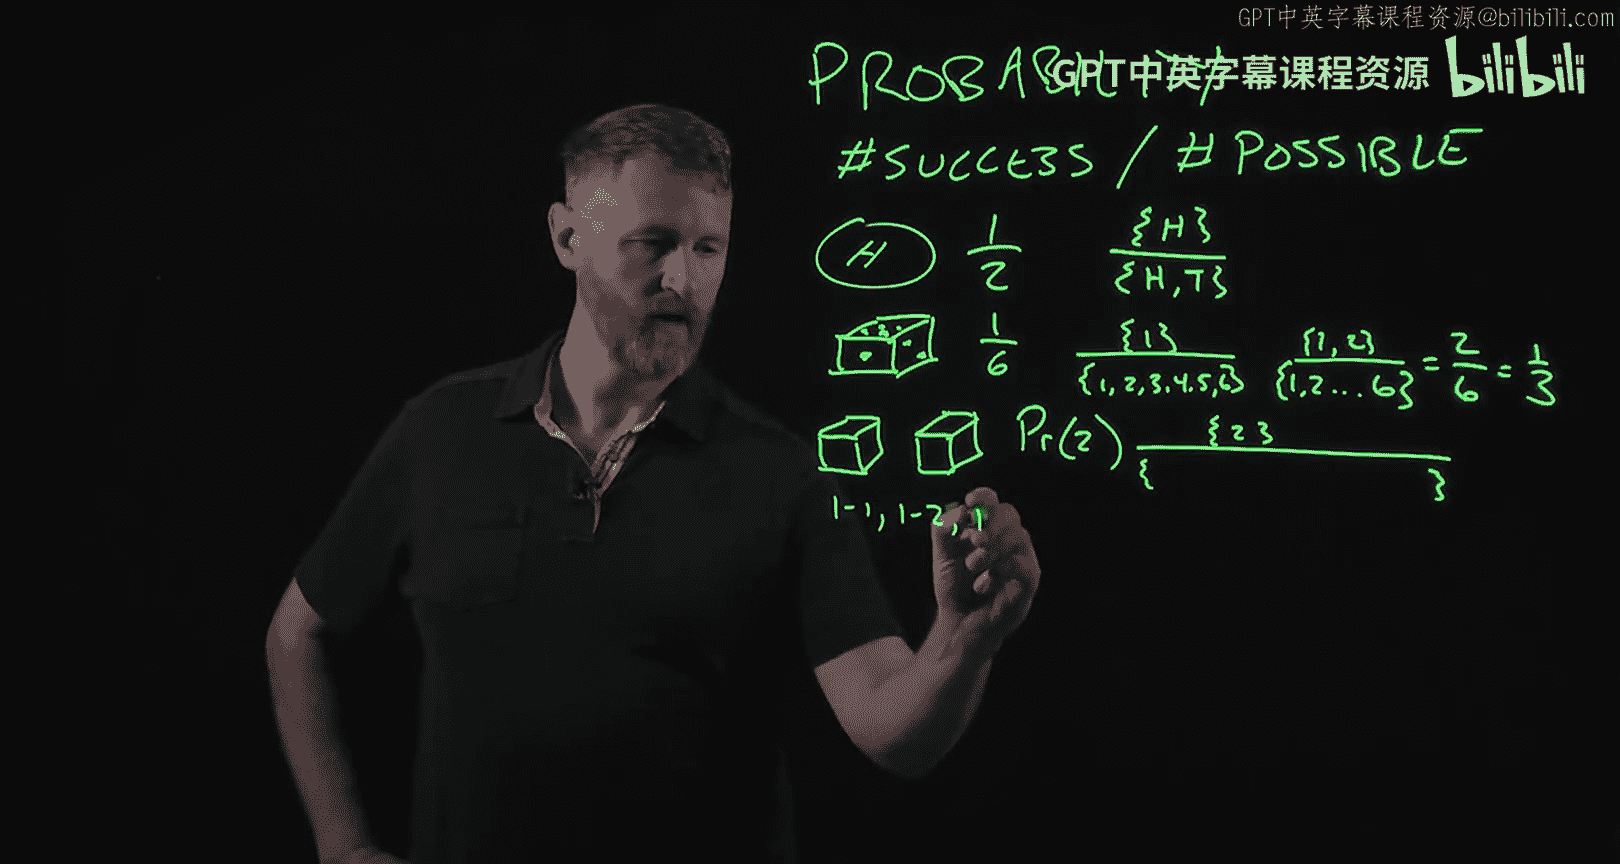 GPT中英字幕课程资源@bilibili.com
PROBABILITY
GPT中英字幕课程资源 bilibili
#SUCCESS / #POSSIBLE
H 1/2 {H}/{H,T}
1/6 {1}/{1,2,3,4,5,6} {1,2}/{1,2...6} = 2/6 = 1/3
Pr(2) {2}/{ }
1-1, 1-2, 1